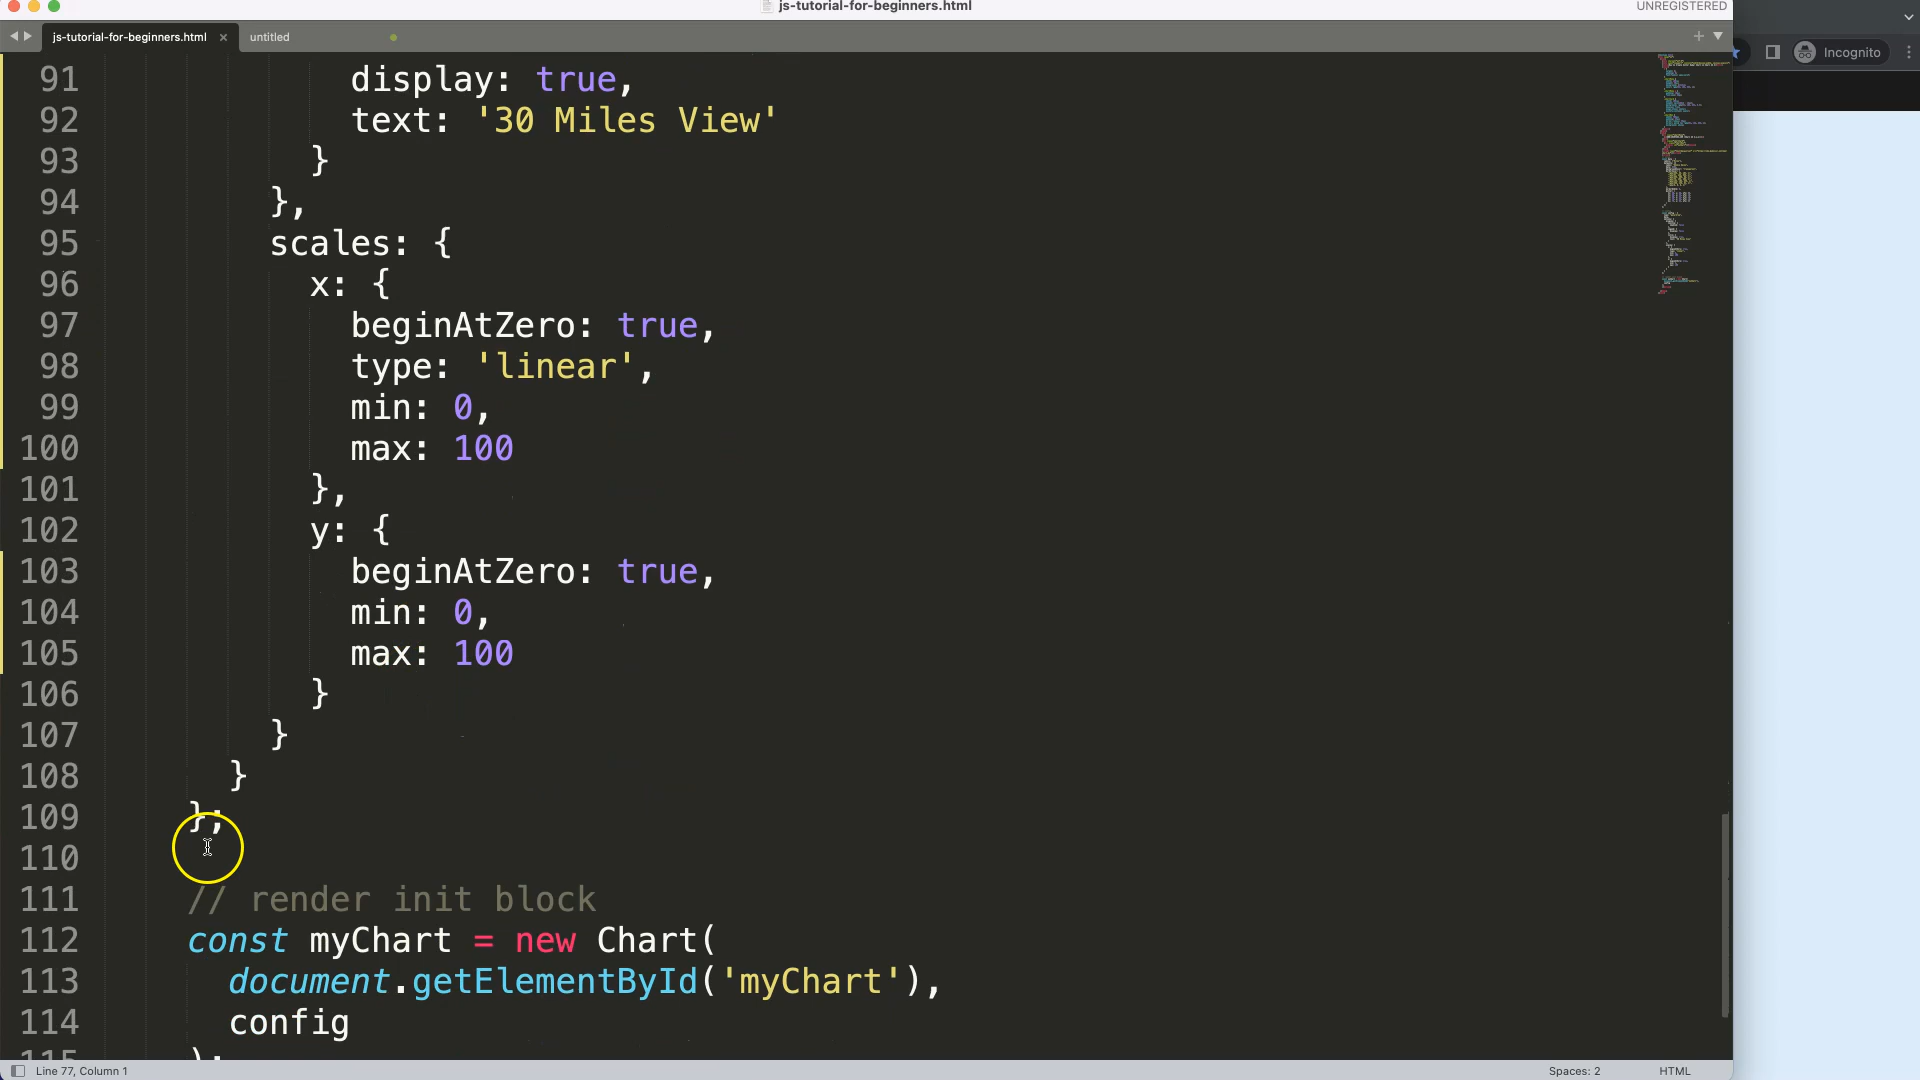 js-tutorial-for-beginners.html
UNREGISTERED
js-tutorial-for-beginners.html ×
untitled
Incognito
91 display: true,
92 text: '30 Miles View'
93 }
94 },
95 scales: {
96 x: {
97 beginAtZero: true,
98 type: 'linear',
99 min: 0,
100 max: 100
101 },
102 y: {
103 beginAtZero: true,
104 min: 0,
105 max: 100
106 }
107 }
108 }
109 };
110
111 // render init block
112 const myChart = new Chart(
113 document.getElementById('myChart'),
114 config
115 );
Line 77, Column 1
Spaces: 2
HTML